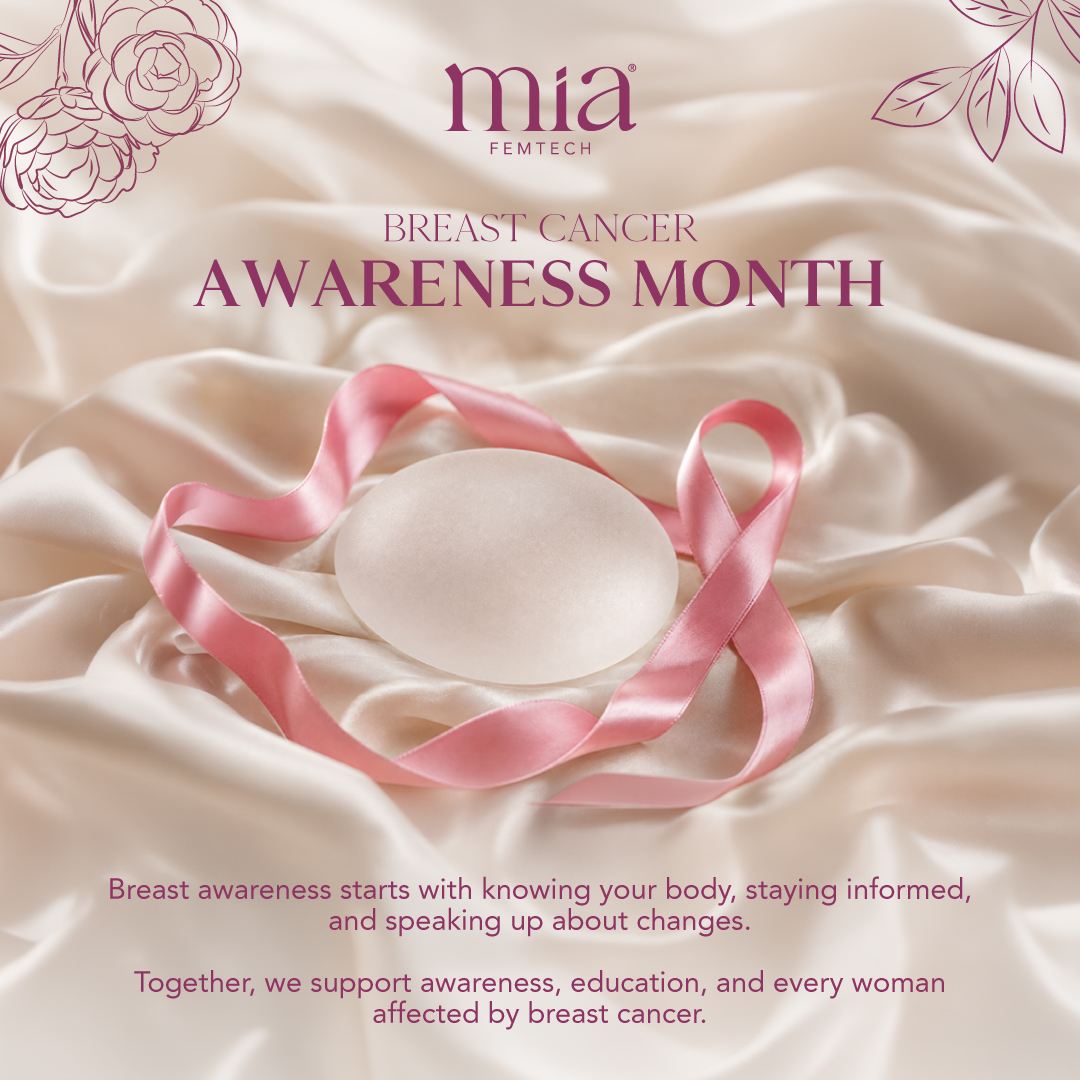 mia®
FEMTECH
BREAST CANCER
AWARENESS MONTH
Breast awareness starts with knowing your body, staying informed,
and speaking up about changes.
Together, we support awareness, education, and every woman
affected by breast cancer.